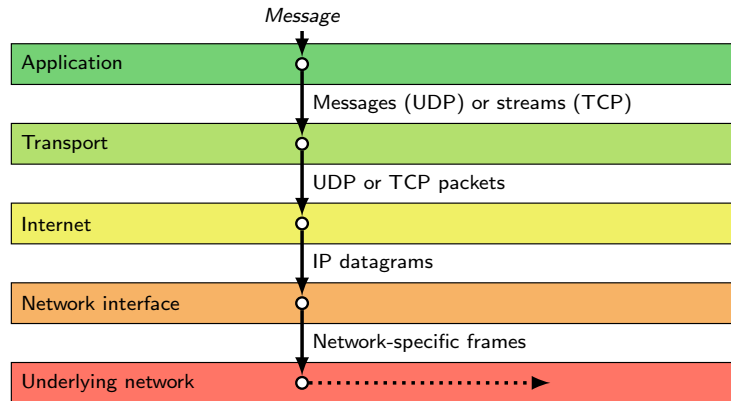 Message
Application
Messages (UDP) or streams (TCP)
Transport
UDP or TCP packets
Internet
IP datagrams
Network interface
Network-specific frames
Underlying network